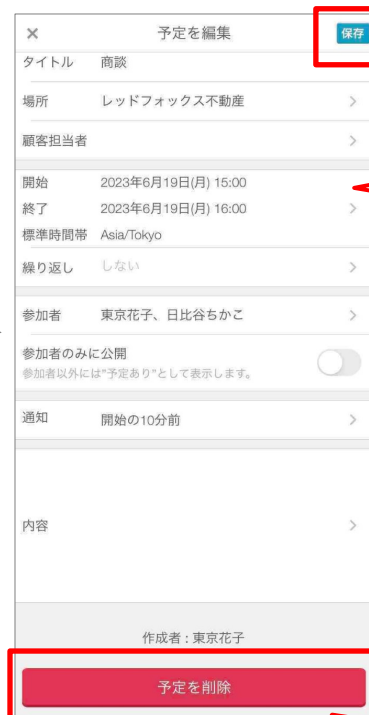 × 予定を編集 保存
タイトル 商談
場所 レッドフォックス不動産
顧客担当者
開始 2023年6月19日(月) 15:00
終了 2023年6月19日(月) 16:00
標準時間帯 Asia/Tokyo
繰り返し しない
参加者 東京花子、日比谷ちかこ
参加者のみに公開
参加者以外には"予定あり"として表示します。
通知 開始の10分前
内容
作成者 : 東京花子
予定を削除